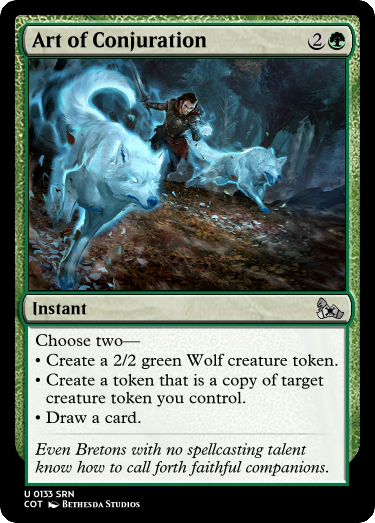 Art of Conjuration 2
Instant
Choose two—
• Create a 2/2 green Wolf creature token.
• Create a token that is a copy of target
creature token you control.
• Draw a card.
Even Bretons with no spellcasting talent
know how to call forth faithful companions.
U 0133 SRN
COT Bethesda Studios